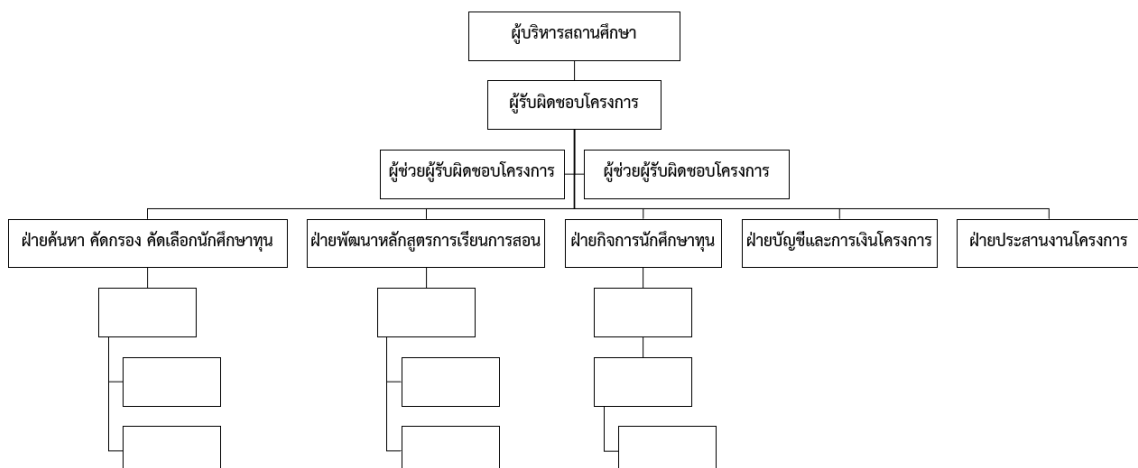 ผู้บริหารสถานศึกษา
ผู้รับผิดชอบโครงการ
ผู้ช่วยผู้รับผิดชอบโครงการ
ผู้ช่วยผู้รับผิดชอบโครงการ
ฝ่ายค้นหา คัดกรอง คัดเลือกนักศึกษาทุน
ฝ่ายพัฒนาหลักสูตรการเรียนการสอน
ฝ่ายกิจการนักศึกษาทุน
ฝ่ายบัญชีและการเงินโครงการ
ฝ่ายประสานงานโครงการ